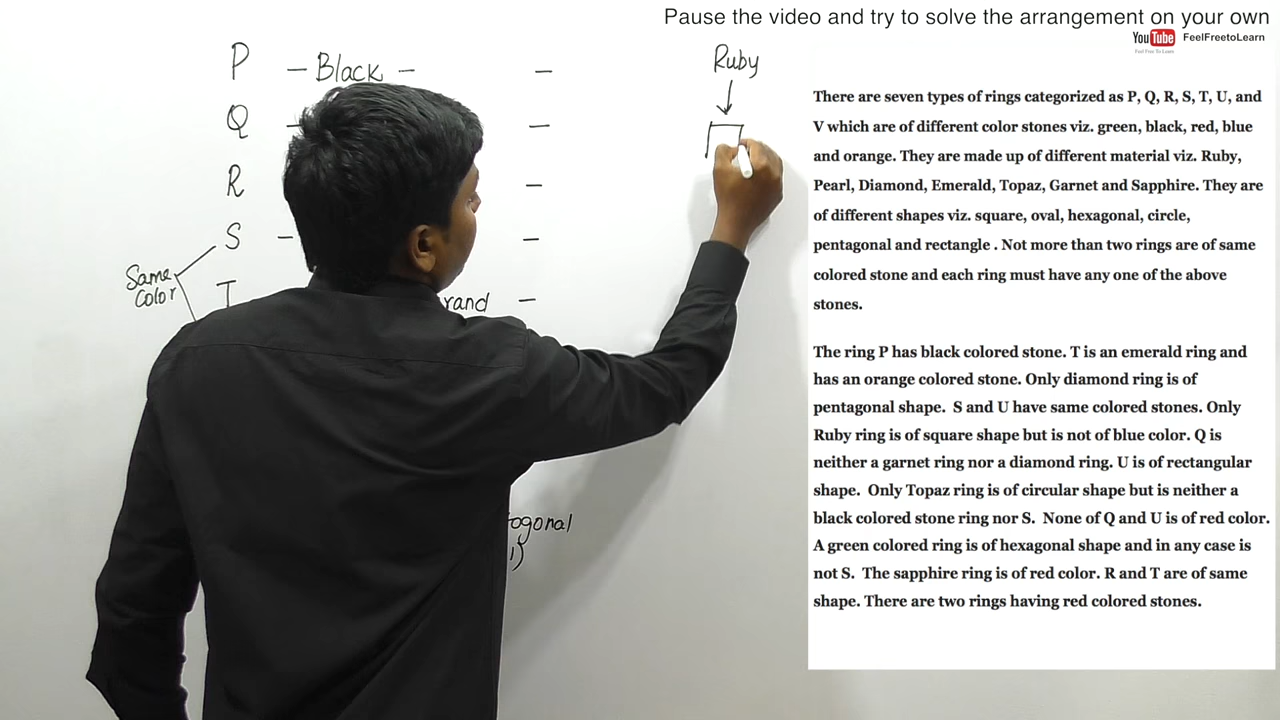 Pause the video and try to solve the arrangement on your own
YouTube FeelFreetoLearn
Feel Free To Learn
P - Black - -
Ruby
Q - -
R -
S -
Same
Color
T rand -
ogonal
1)
There are seven types of rings categorized as P, Q, R, S, T, U, and
V which are of different color stones viz. green, black, red, blue
and orange. They are made up of different material viz. Ruby,
Pearl, Diamond, Emerald, Topaz, Garnet and Sapphire. They are
of different shapes viz. square, oval, hexagonal, circle,
pentagonal and rectangle . Not more than two rings are of same
colored stone and each ring must have any one of the above
stones.
The ring P has black colored stone. T is an emerald ring and
has an orange colored stone. Only diamond ring is of
pentagonal shape. S and U have same colored stones. Only
Ruby ring is of square shape but is not of blue color. Q is
neither a garnet ring nor a diamond ring. U is of rectangular
shape. Only Topaz ring is of circular shape but is neither a
black colored stone ring nor S. None of Q and U is of red color.
A green colored ring is of hexagonal shape and in any case is
not S. The sapphire ring is of red color. R and T are of same
shape. There are two rings having red colored stones.